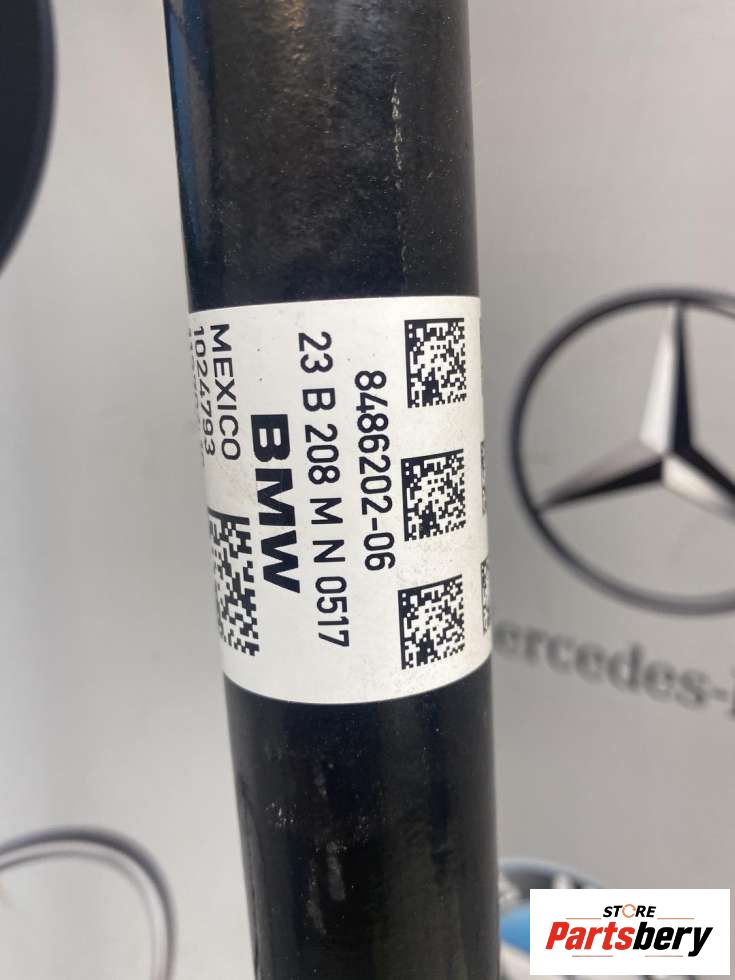 8486202-06
23 B 208 M N 0517
BMW
MEXICO
1024793
ercedes-
STORE
Partsbery